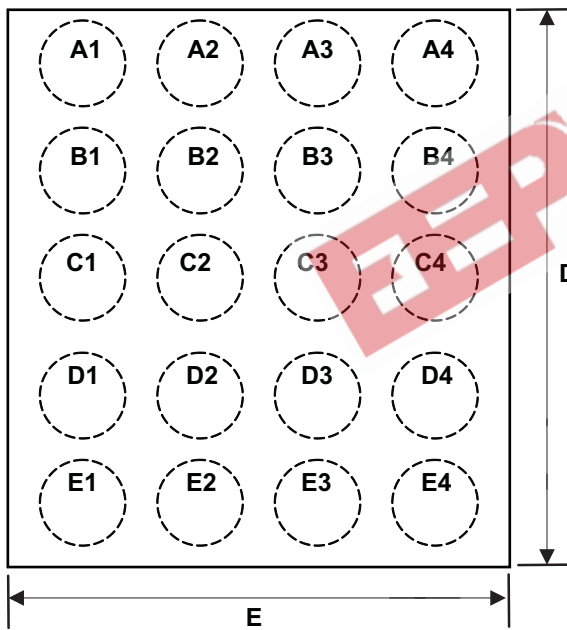 A1 A2 A3 A4
B1 B2 B3 B4
C1 C2 C3 C4
D
D1 D2 D3 D4
E1 E2 E3 E4
E